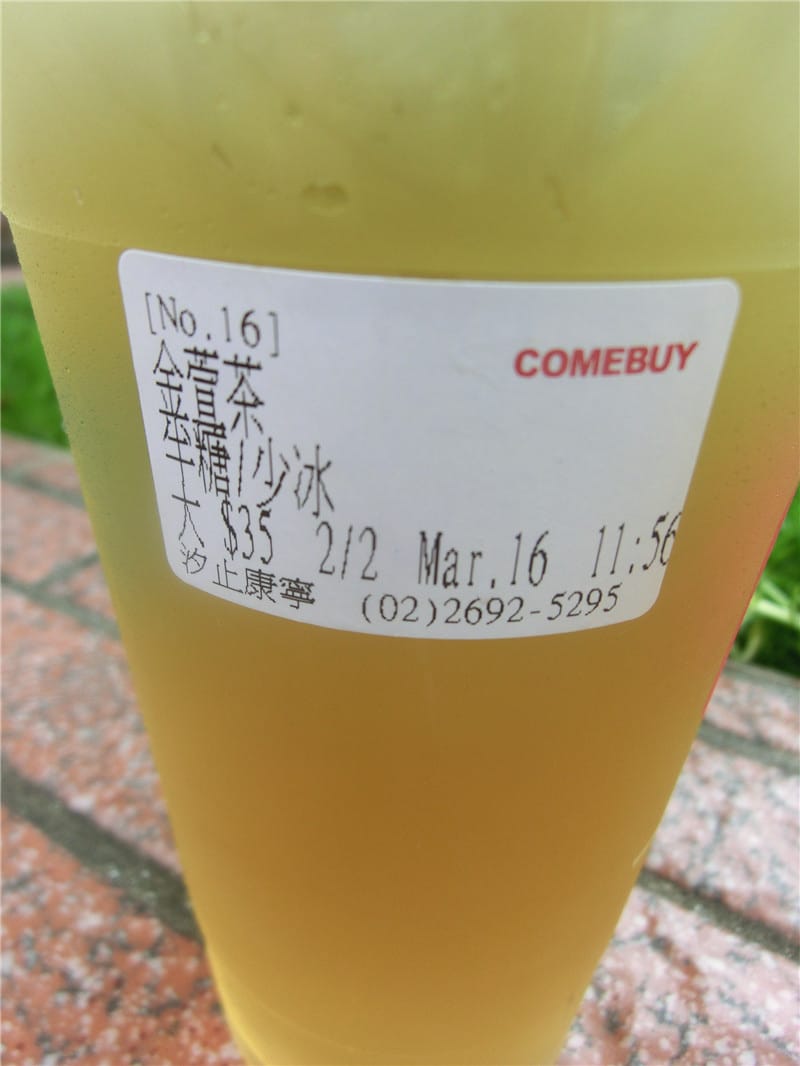 [No.16]
COMEBUY
金萱茶
半糖/少冰
大 $35 2/2 Mar.16 11:56
汐止康寧 (02)2692-5295